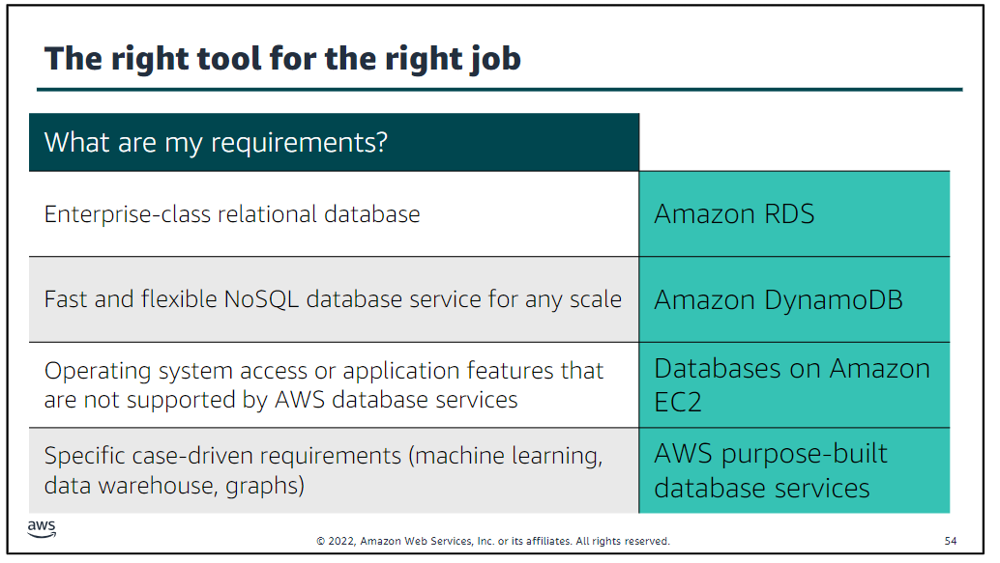 The right tool for the right job
What are my requirements?
Enterprise-class relational database
Amazon RDS
Fast and flexible NoSQL database service for any scale
Amazon DynamoDB
Operating system access or application features that
are not supported by AWS database services
Databases on Amazon
EC2
Specific case-driven requirements (machine learning,
data warehouse, graphs)
AWS purpose-built
database services
aws
© 2022, Amazon Web Services, Inc. or its affiliates. All rights reserved.
54